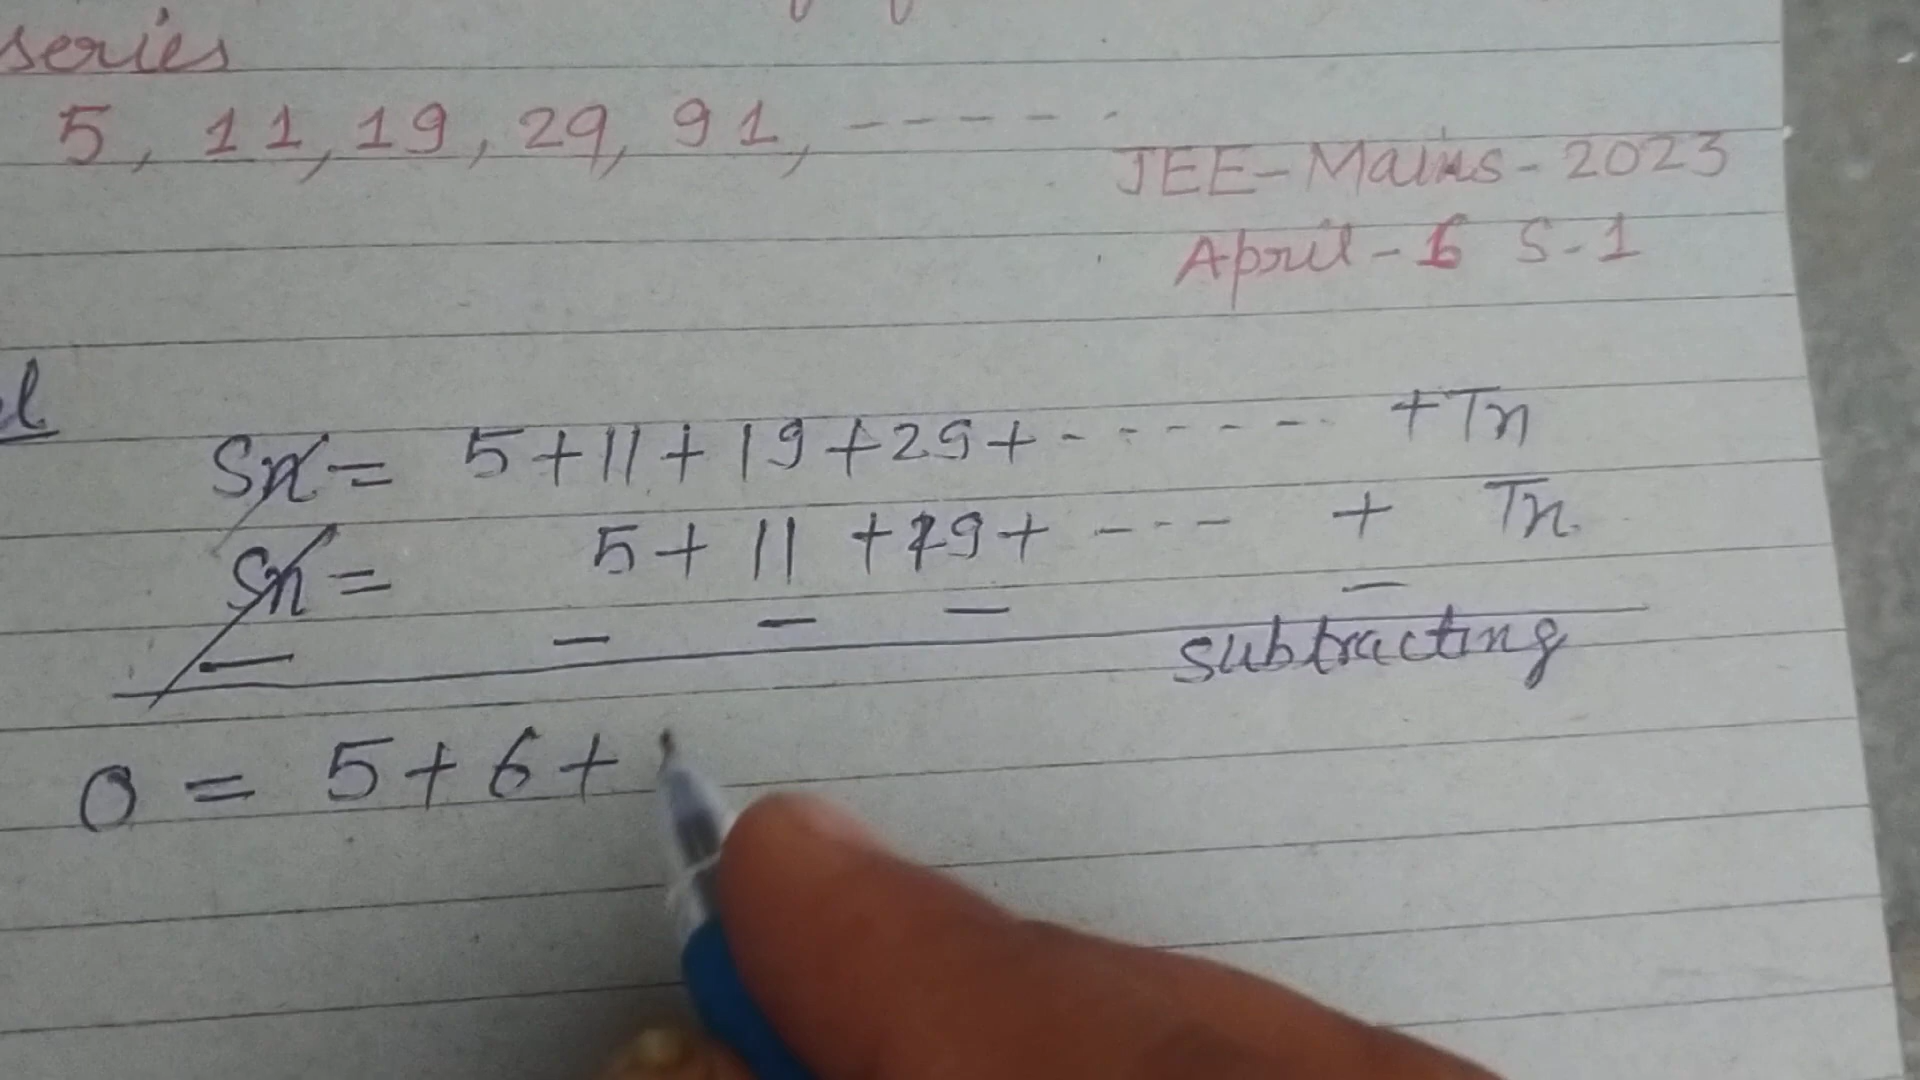 series
5, 11, 19, 29, 91, -----
JEE-Mains-2023
April-6 S-1
Sn = 5+11+19+29+------ +Tn
Sn = 5+ 11 +19+ --- + Tn
− − − − −
subtracting
0 = 5+6+